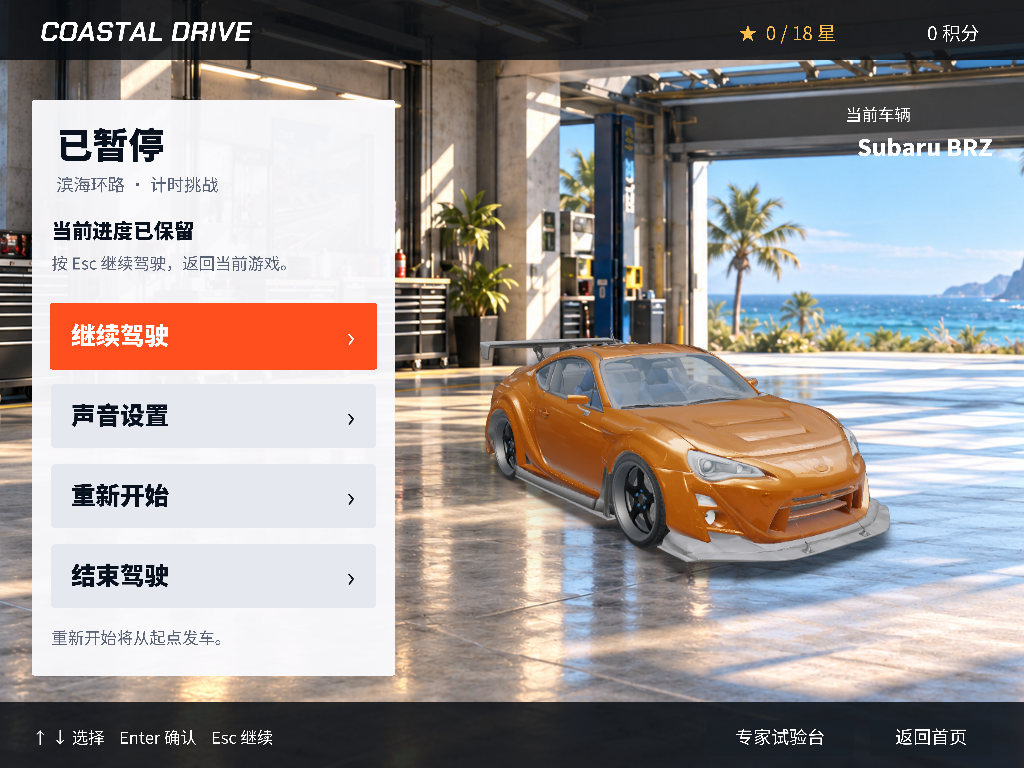 COASTAL DRIVE
★ 0 / 18 星
0 积分
当前车辆
Subaru BRZ
已暂停
滨海环路 · 计时挑战
当前进度已保留
按 Esc 继续驾驶，返回当前游戏。
继续驾驶 ›
声音设置 ›
重新开始 ›
结束驾驶 ›
重新开始将从起点发车。
↑ ↓ 选择 Enter 确认 Esc 继续
专家试验台
返回首页